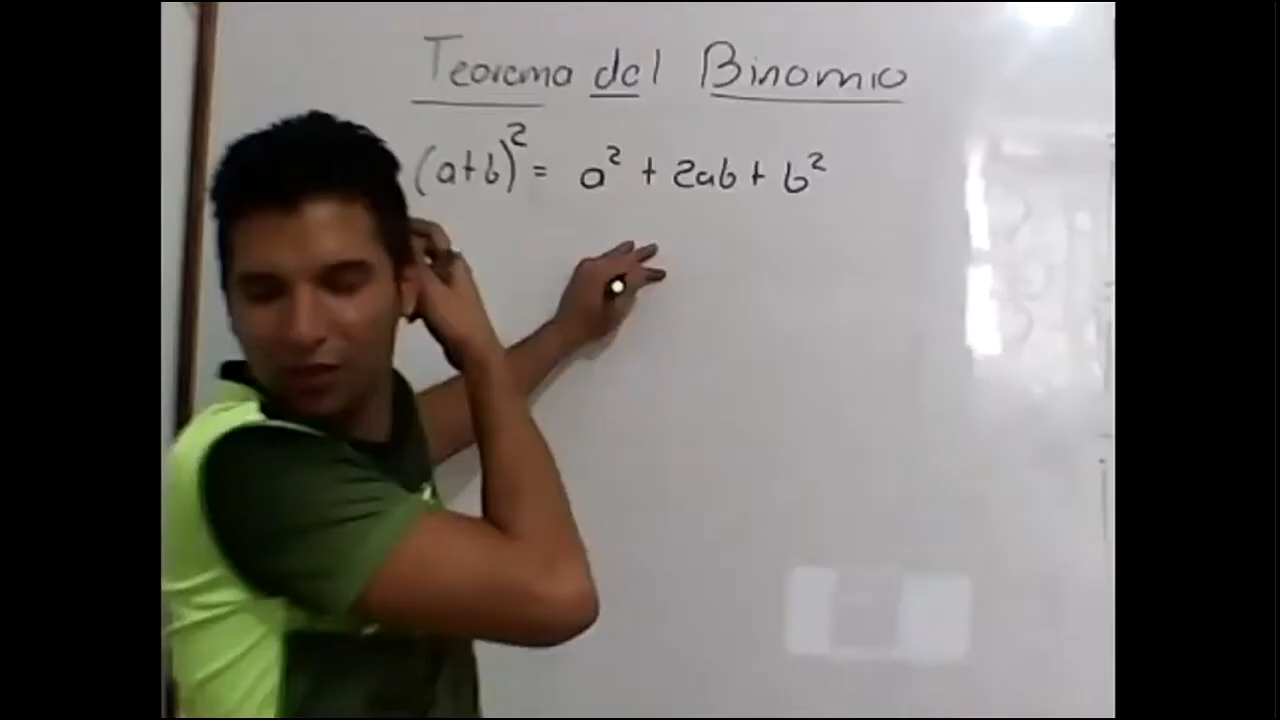 Teorema del Binomio
(a+b)² = a² + 2ab + b²